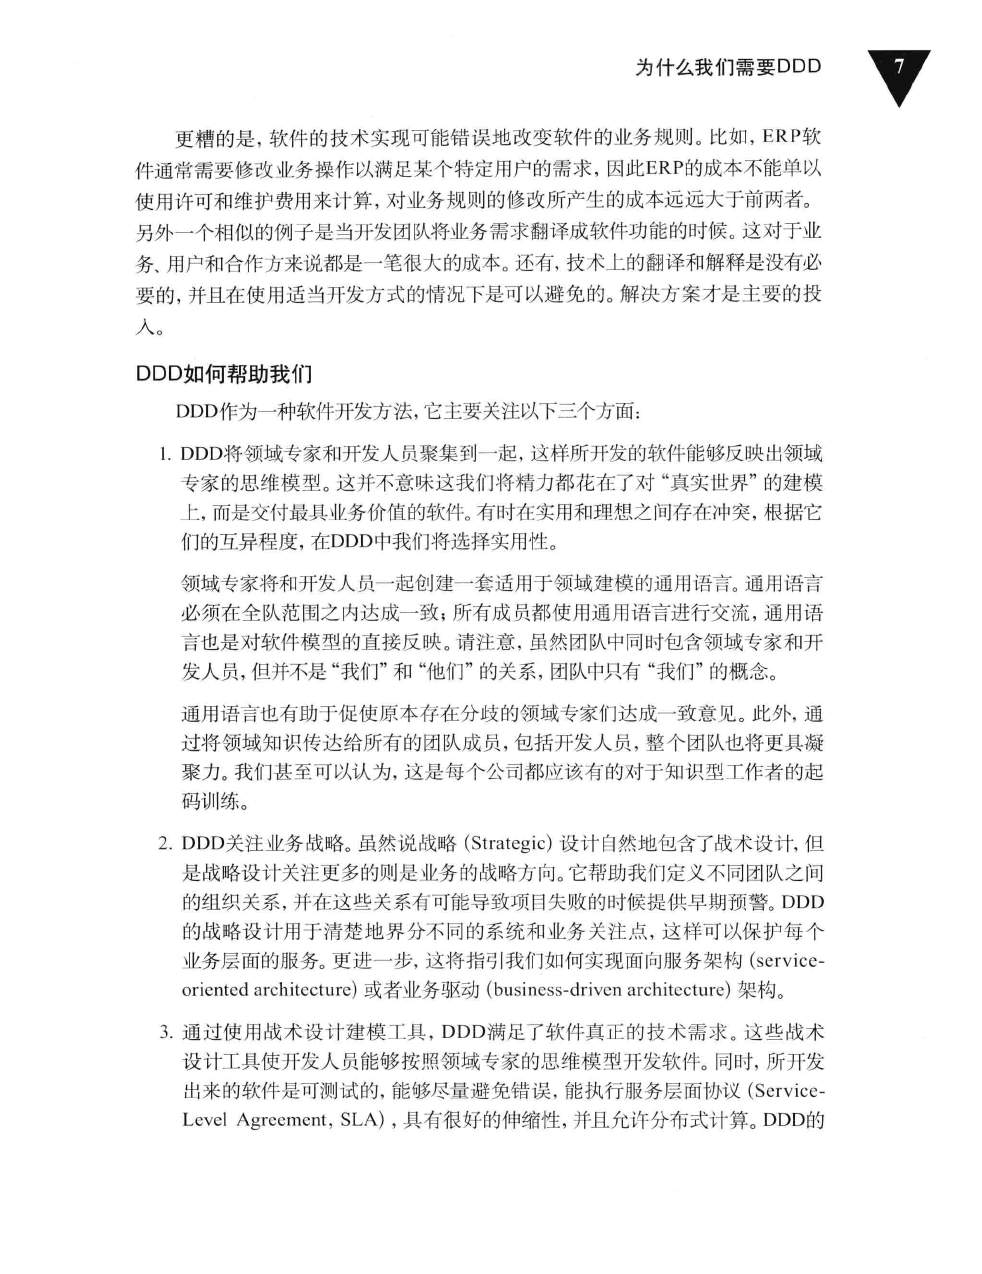 为什么我们需要DDD
7
更糟的是，软件的技术实现可能错误地改变软件的业务规则。比如，ERP软
件通常需要修改业务操作以满足某个特定用户的需求，因此ERP的成本不能单以
使用许可和维护费用来计算，对业务规则的修改所产生的成本远远大于前两者。
另外一个相似的例子是当开发团队将业务需求翻译成软件功能的时候。这对于业
务、用户和合作方来说都是一笔很大的成本。还有，技术上的翻译和解释是没有必
要的，并且在使用适当开发方式的情况下是可以避免的。解决方案才是主要的投
入。
DDD如何帮助我们
DDD作为一种软件开发方法，它主要关注以下三个方面：
1. DDD将领域专家和开发人员聚集到一起，这样所开发的软件能够反映出领域
专家的思维模型。这并不意味这我们将精力都花在了对“真实世界”的建模
上，而是交付最具业务价值的软件。有时在实用和理想之间存在冲突，根据它
们的互异程度，在DDD中我们将选择实用性。
领域专家将和开发人员一起创建一套适用于领域建模的通用语言。通用语言
必须在全队范围之内达成一致；所有成员都使用通用语言进行交流，通用语
言也是对软件模型的直接反映。请注意，虽然团队中同时包含领域专家和开
发人员，但并不是“我们”和“他们”的关系，团队中只有“我们”的概念。
通用语言也有助于促使原本存在分歧的领域专家们达成一致意见。此外，通
过将领域知识传达给所有的团队成员，包括开发人员，整个团队也将更具凝
聚力。我们甚至可以认为，这是每个公司都应该有的对于知识型工作者的起
码训练。
2. DDD关注业务战略。虽然说战略（Strategic）设计自然地包含了战术设计，但
是战略设计关注更多的则是业务的战略方向。它帮助我们定义不同团队之间
的组织关系，并在这些关系有可能导致项目失败的时候提供早期预警。DDD
的战略设计用于清楚地界分不同的系统和业务关注点，这样可以保护每个
业务层面的服务。更进一步，这将指引我们如何实现面向服务架构（service-
oriented architecture）或者业务驱动（business-driven architecture）架构。
3. 通过使用战术设计建模工具，DDD满足了软件真正的技术需求。这些战术
设计工具使开发人员能够按照领域专家的思维模型开发软件。同时，所开发
出来的软件是可测试的，能够尽量避免错误，能执行服务层面协议（Service-
Level Agreement，SLA），具有很好的伸缩性，并且允许分布式计算。DDD的